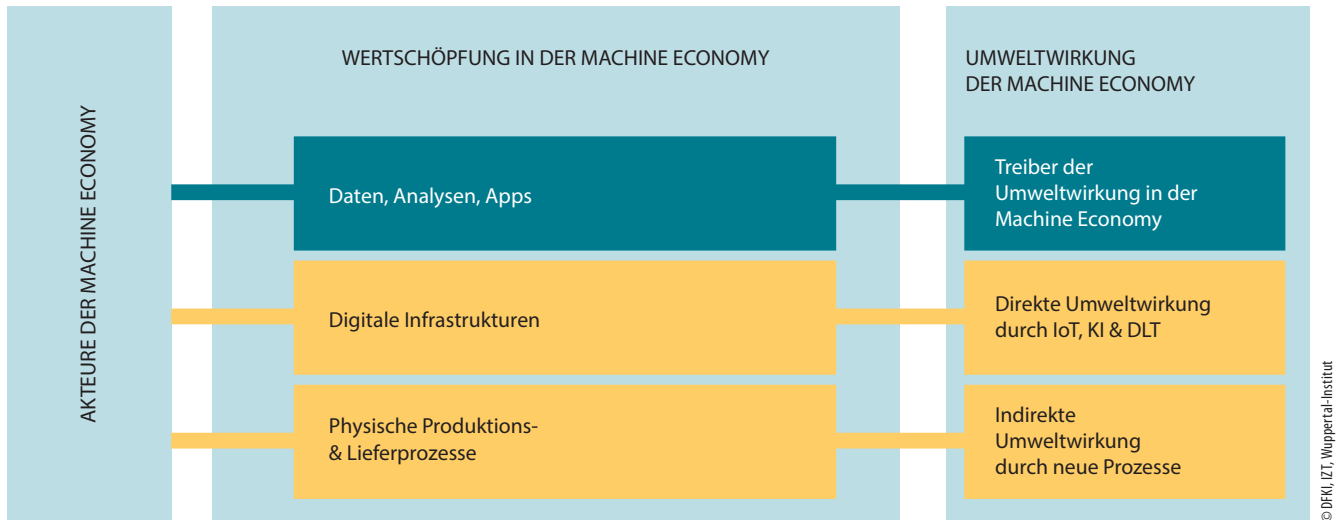 AKTEURE DER MACHINE ECONOMY
WERTSCHÖPFUNG IN DER MACHINE ECONOMY
UMWELTWIRKUNG
DER MACHINE ECONOMY
Daten, Analysen, Apps
Treiber der
Umweltwirkung in der
Machine Economy
Digitale Infrastrukturen
Direkte Umweltwirkung
durch IoT, KI & DLT
Physische Produktions-
& Lieferprozesse
Indirekte
Umweltwirkung
durch neue Prozesse
© DFKI, IZT, Wuppertal-Institut